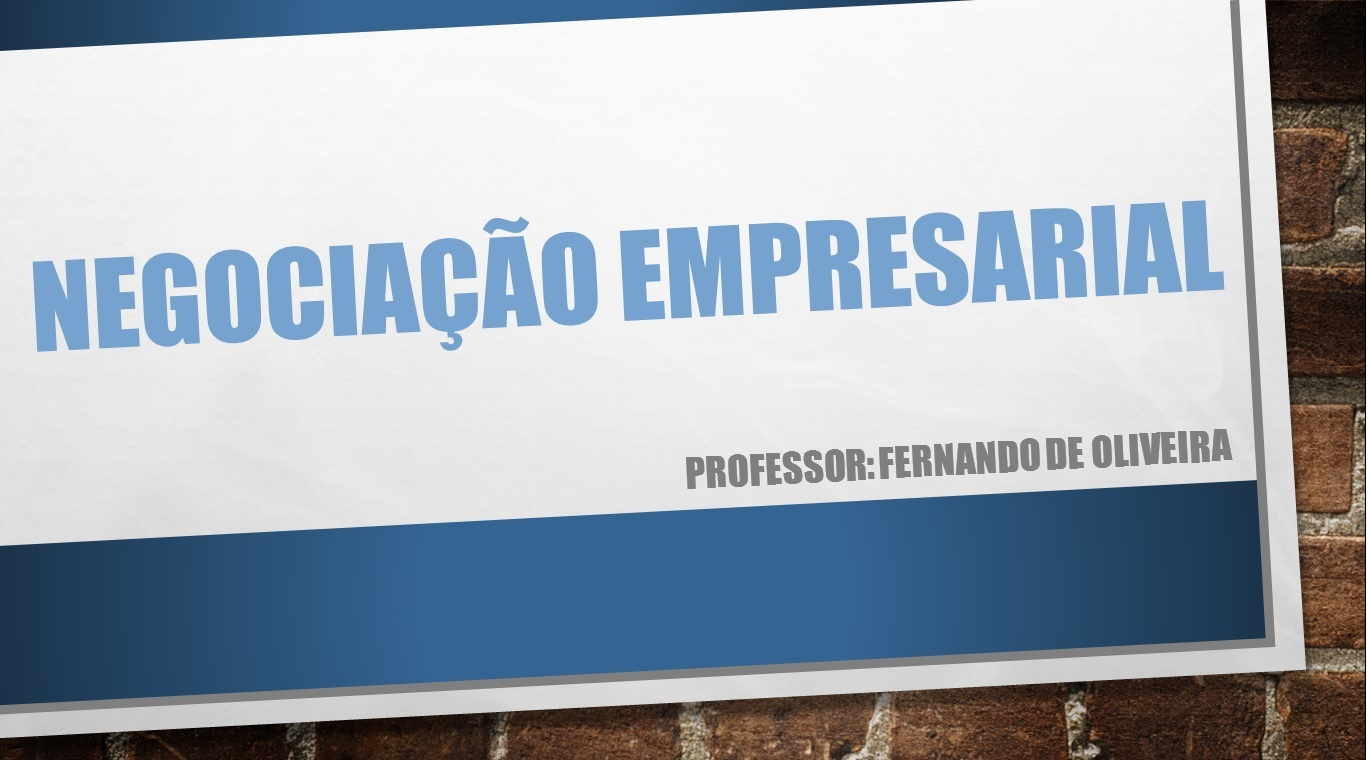 NEGOCIAÇÃO EMPRESARIAL
PROFESSOR: FERNANDO DE OLIVEIRA